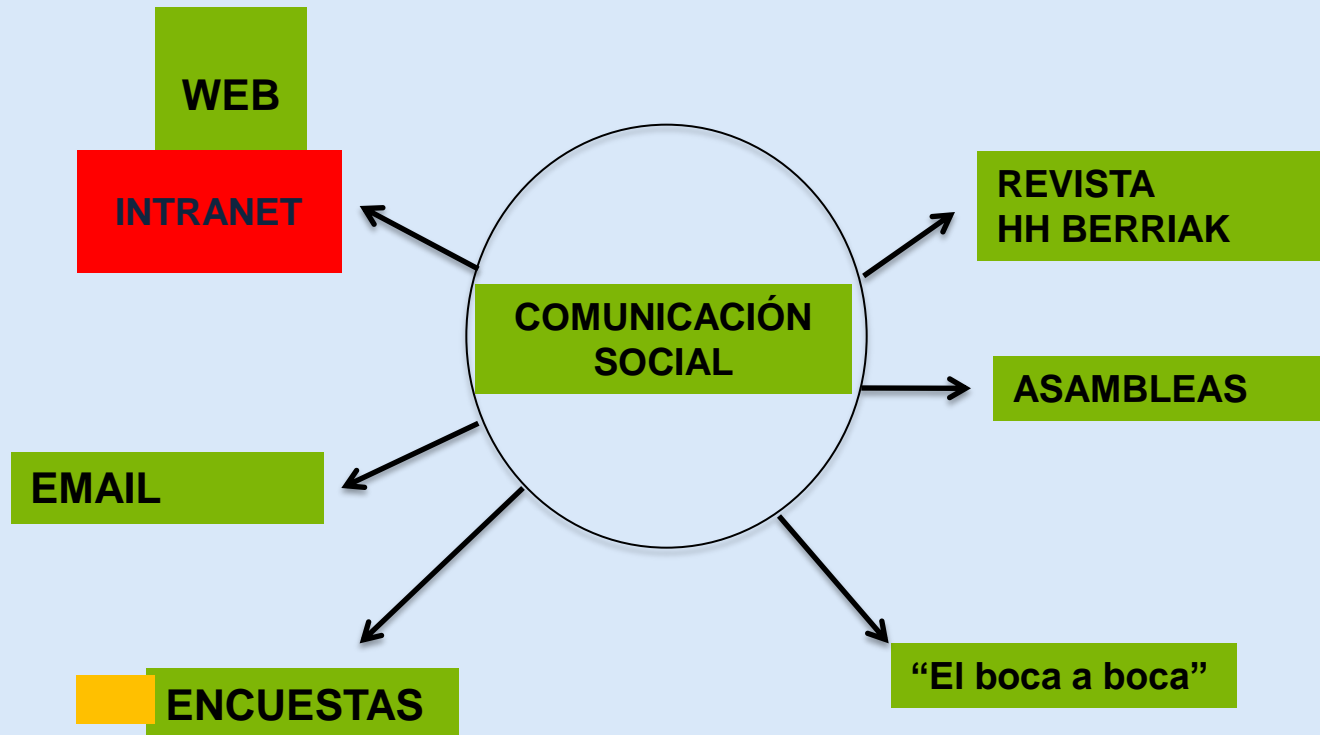 WEB
INTRANET
REVISTA
HH BERRIAK
COMUNICACIÓN
SOCIAL
ASAMBLEAS
EMAIL
“El boca a boca”
ENCUESTAS